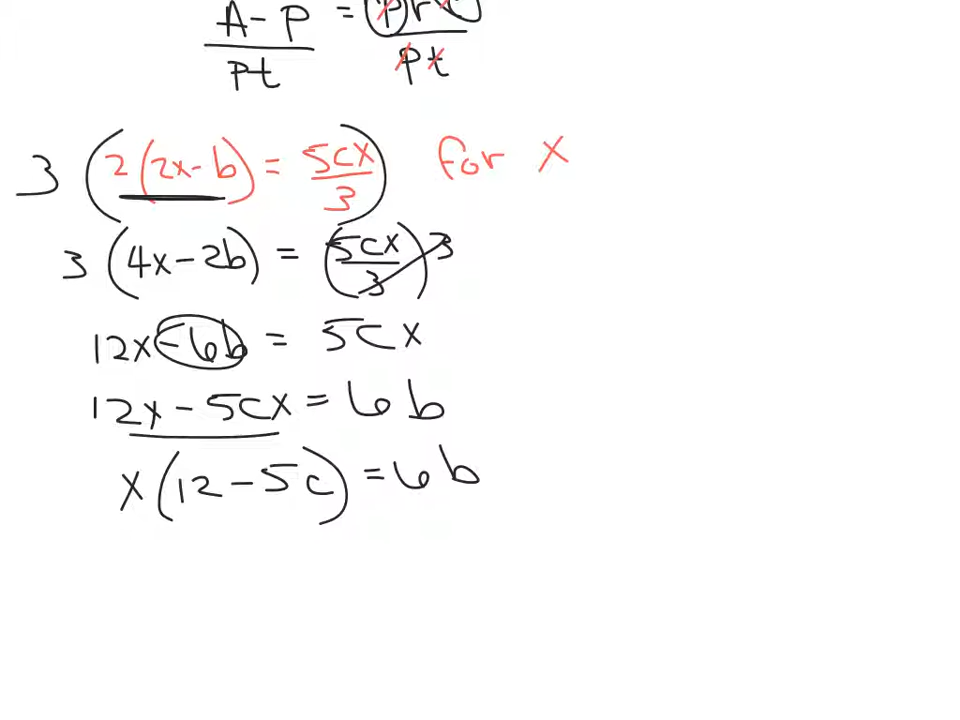 A - P = prt
pt pt
3 (2(2x - b) = 5cx/3) for x
3 (4x - 2b) = (5cx/3) 3
12x - 6b = 5cx
12x - 5cx = 6b
x(12 - 5c) = 6b